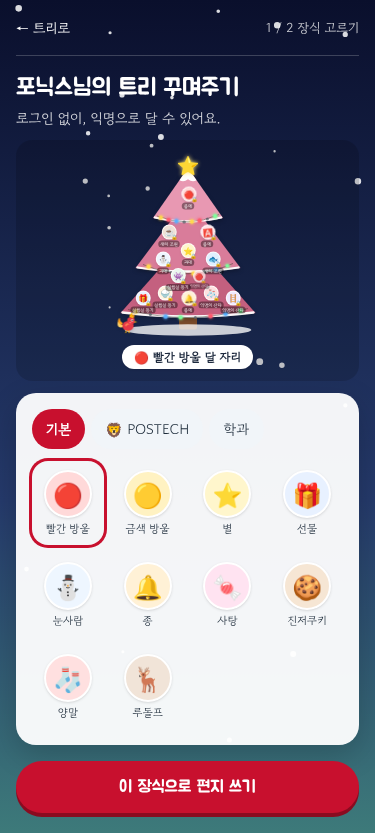 ← 트리로
1 / 2 장식 고르기
포닉스님의 트리 꾸며주기
로그인 없이, 익명으로 달 수 있어요.
🔴 빨간 방울 달 자리
기본 🦁 POSTECH 학과
빨간 방울 금색 방울 별 선물
눈사람 종 사탕 진저쿠키
양말 루돌프
이 장식으로 편지 쓰기